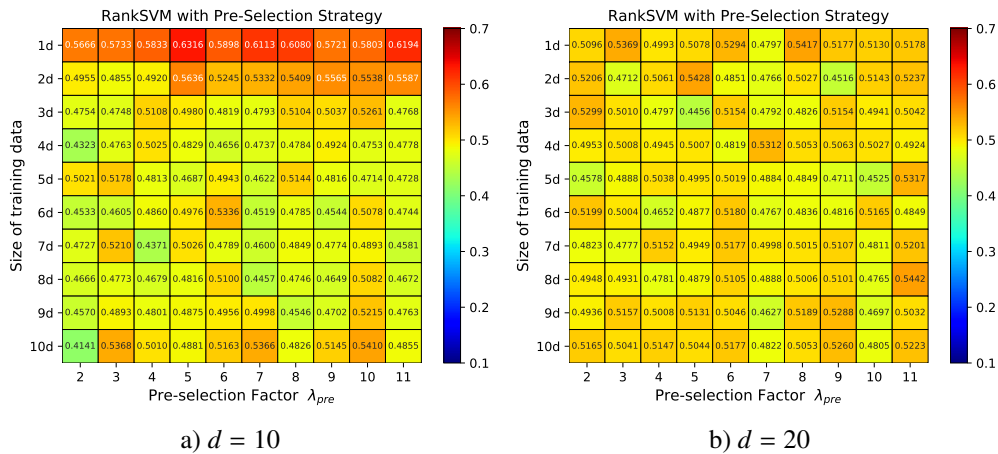 RankSVM with Pre-Selection Strategy
Size of training data
1d 0.5666 0.5733 0.5833 0.6316 0.5898 0.6113 0.6080 0.5721 0.5803 0.6194
2d 0.4955 0.4855 0.4920 0.5636 0.5245 0.5332 0.5409 0.5565 0.5538 0.5587
3d 0.4754 0.4748 0.5108 0.4980 0.4819 0.4793 0.5104 0.5037 0.5261 0.4768
4d 0.4323 0.4763 0.5025 0.4829 0.4656 0.4737 0.4784 0.4924 0.4753 0.4778
5d 0.5021 0.5178 0.4813 0.4687 0.4943 0.4622 0.5144 0.4816 0.4714 0.4728
6d 0.4533 0.4605 0.4860 0.4976 0.5336 0.4519 0.4785 0.4544 0.5078 0.4744
7d 0.4727 0.5210 0.4371 0.5026 0.4789 0.4600 0.4849 0.4774 0.4893 0.4581
8d 0.4666 0.4773 0.4679 0.4816 0.5100 0.4457 0.4746 0.4649 0.5082 0.4672
9d 0.4570 0.4893 0.4801 0.4875 0.4956 0.4998 0.4546 0.4702 0.5215 0.4763
10d 0.4141 0.5368 0.5010 0.4881 0.5163 0.5366 0.4826 0.5145 0.5410 0.4855
2 3 4 5 6 7 8 9 10 11
Pre-selection Factor λpre
0.7
0.6
0.5
0.4
0.3
0.2
0.1
a) d = 10
RankSVM with Pre-Selection Strategy
Size of training data
1d 0.5096 0.5369 0.4993 0.5078 0.5294 0.4797 0.5417 0.5177 0.5130 0.5178
2d 0.5206 0.4712 0.5061 0.5428 0.4851 0.4766 0.5027 0.4516 0.5143 0.5237
3d 0.5299 0.5010 0.4797 0.4456 0.5154 0.4792 0.4826 0.5154 0.4941 0.5042
4d 0.4953 0.5008 0.4945 0.5007 0.4819 0.5312 0.5053 0.5063 0.5027 0.4924
5d 0.4578 0.4888 0.5038 0.4995 0.5019 0.4884 0.4849 0.4711 0.4525 0.5317
6d 0.5199 0.5004 0.4652 0.4877 0.5180 0.4767 0.4836 0.4816 0.5165 0.4849
7d 0.4823 0.4777 0.5152 0.4949 0.5177 0.4998 0.5015 0.5107 0.4811 0.5201
8d 0.4948 0.4931 0.4781 0.4879 0.5105 0.4888 0.5006 0.5101 0.4765 0.5442
9d 0.4936 0.5157 0.5008 0.5131 0.5046 0.4627 0.5189 0.5288 0.4697 0.5032
10d 0.5165 0.5041 0.5147 0.5044 0.5177 0.4822 0.5053 0.5260 0.4805 0.5223
2 3 4 5 6 7 8 9 10 11
Pre-selection Factor λpre
0.7
0.6
0.5
0.4
0.3
0.2
0.1
b) d = 20